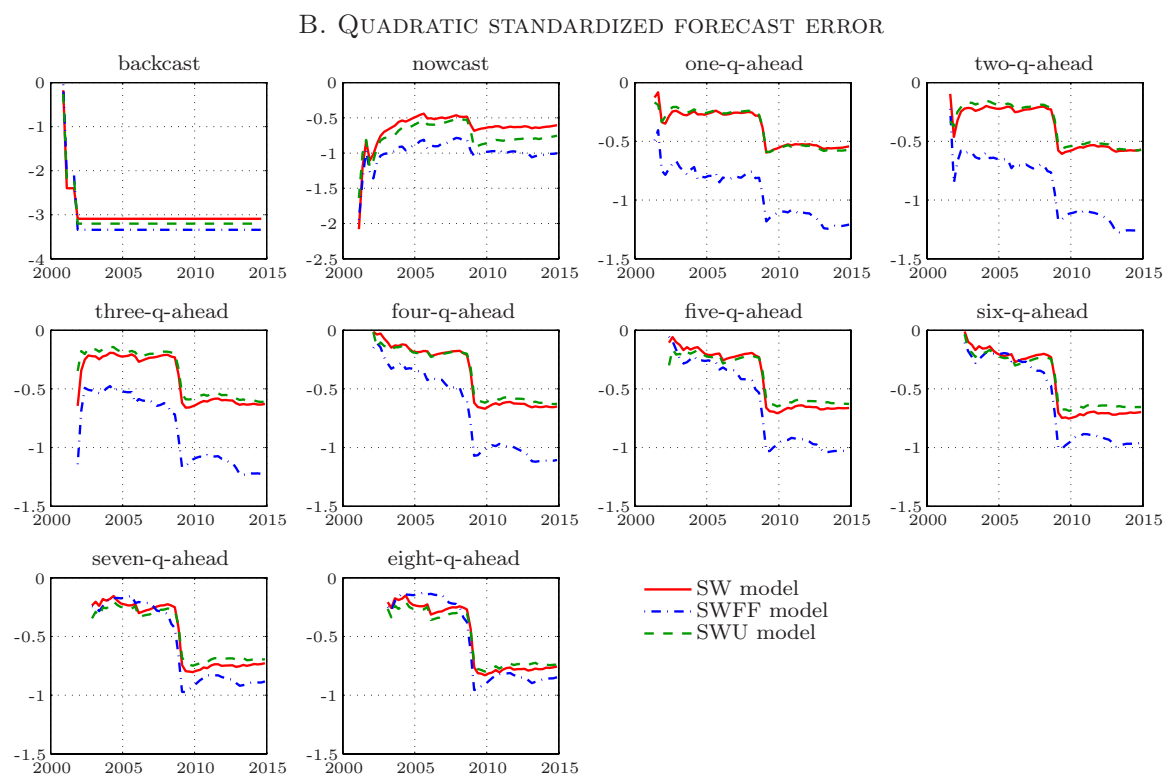 B. QUADRATIC STANDARDIZED FORECAST ERROR
backcast
nowcast
one-q-ahead
two-q-ahead
0
-1
-2
-3
-4
2000 2005 2010 2015
0
-0.5
-1
-1.5
-2
-2.5
2000 2005 2010 2015
0
-0.5
-1
-1.5
2000 2005 2010 2015
0
-0.5
-1
-1.5
2000 2005 2010 2015
three-q-ahead
four-q-ahead
five-q-ahead
six-q-ahead
0
-0.5
-1
-1.5
2000 2005 2010 2015
0
-0.5
-1
-1.5
2000 2005 2010 2015
0
-0.5
-1
-1.5
2000 2005 2010 2015
0
-0.5
-1
-1.5
2000 2005 2010 2015
seven-q-ahead
eight-q-ahead
0
-0.5
-1
-1.5
2000 2005 2010 2015
0
-0.5
-1
-1.5
2000 2005 2010 2015
SW model
SWFF model
SWU model